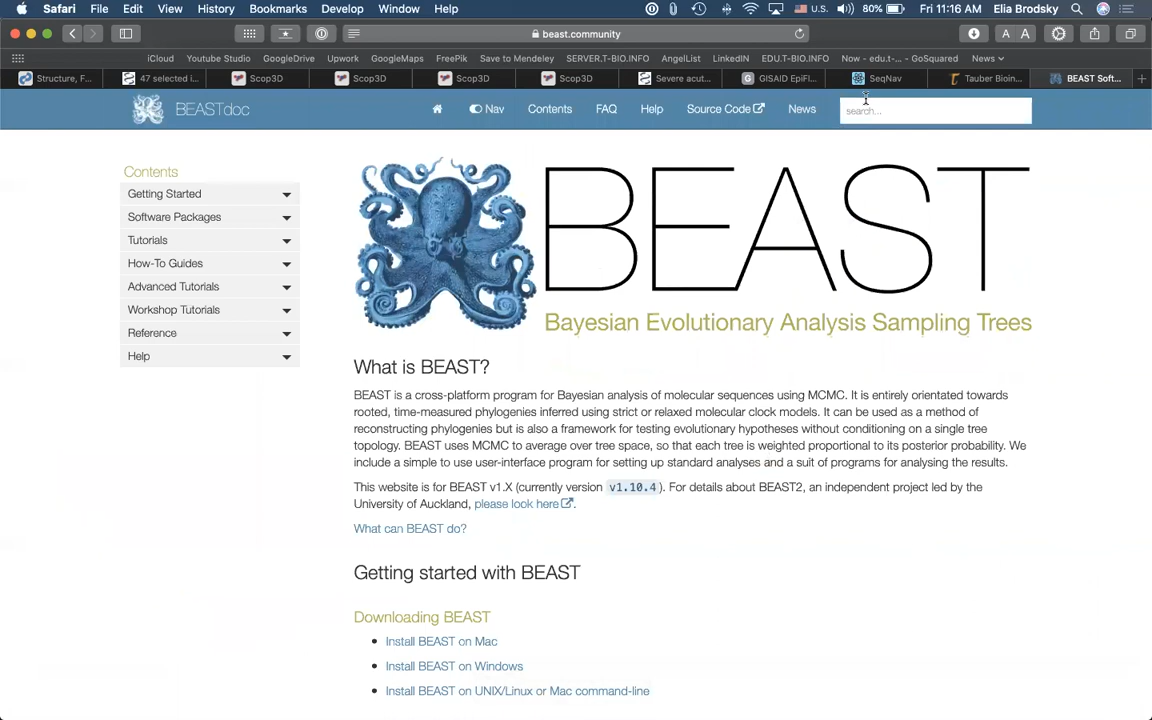 Safari File Edit View History Bookmarks Develop Window Help U.S. 80% Fri 11:16 AM Elia Brodsky
beast.community A A
iCloud Youtube Studio GoogleDrive Upwork GoogleMaps FreePik Save to Mendeley SERVER.T-BIO.INFO AngelList LinkedIN EDU.T-BIO.INFO Now - edu.t-... - GoSquared News
Structure, F... 47 selected i... Scop3D Scop3D Scop3D Scop3D Severe acut... G GISAID EpiFl... SeqNav Tauber Bioin... BEAST Soft...
BEASTdoc Nav Contents FAQ Help Source Code News search...
Contents
Getting Started
Software Packages
Tutorials
How-To Guides
Advanced Tutorials
Workshop Tutorials
Reference
Help
BEAST
Bayesian Evolutionary Analysis Sampling Trees
What is BEAST?
BEAST is a cross-platform program for Bayesian analysis of molecular sequences using MCMC. It is entirely orientated towards
rooted, time-measured phylogenies inferred using strict or relaxed molecular clock models. It can be used as a method of
reconstructing phylogenies but is also a framework for testing evolutionary hypotheses without conditioning on a single tree
topology. BEAST uses MCMC to average over tree space, so that each tree is weighted proportional to its posterior probability. We
include a simple to use user-interface program for setting up standard analyses and a suit of programs for analysing the results.
This website is for BEAST v1.X (currently version v1.10.4). For details about BEAST2, an independent project led by the
University of Auckland, please look here.
What can BEAST do?
Getting started with BEAST
Downloading BEAST
• Install BEAST on Mac
• Install BEAST on Windows
• Install BEAST on UNIX/Linux or Mac command-line